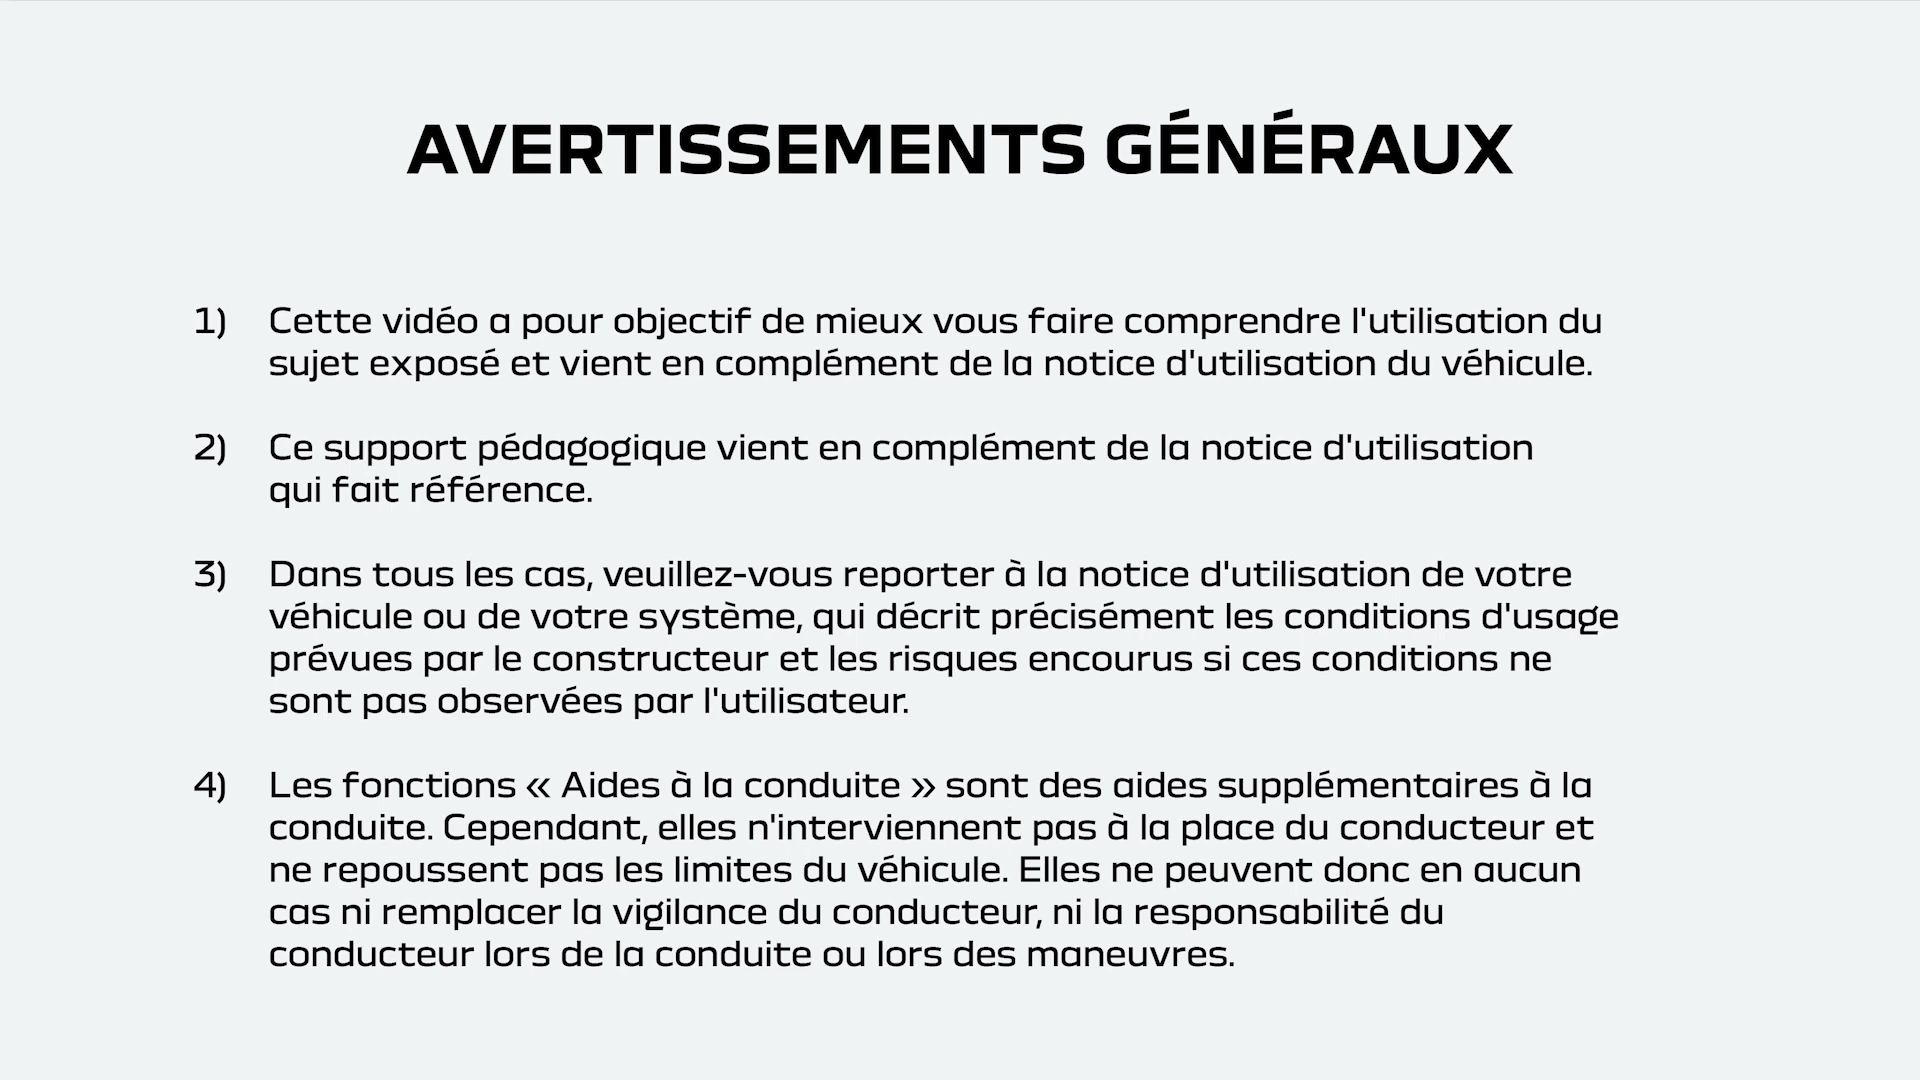 AVERTISSEMENTS GÉNÉRAUX
1) Cette vidéo a pour objectif de mieux vous faire comprendre l'utilisation du
sujet exposé et vient en complément de la notice d'utilisation du véhicule.
2) Ce support pédagogique vient en complément de la notice d'utilisation
qui fait référence.
3) Dans tous les cas, veuillez-vous reporter à la notice d'utilisation de votre
véhicule ou de votre système, qui décrit précisément les conditions d'usage
prévues par le constructeur et les risques encourus si ces conditions ne
sont pas observées par l'utilisateur.
4) Les fonctions « Aides à la conduite » sont des aides supplémentaires à la
conduite. Cependant, elles n'interviennent pas à la place du conducteur et
ne repoussent pas les limites du véhicule. Elles ne peuvent donc en aucun
cas ni remplacer la vigilance du conducteur, ni la responsabilité du
conducteur lors de la conduite ou lors des maneuvres.